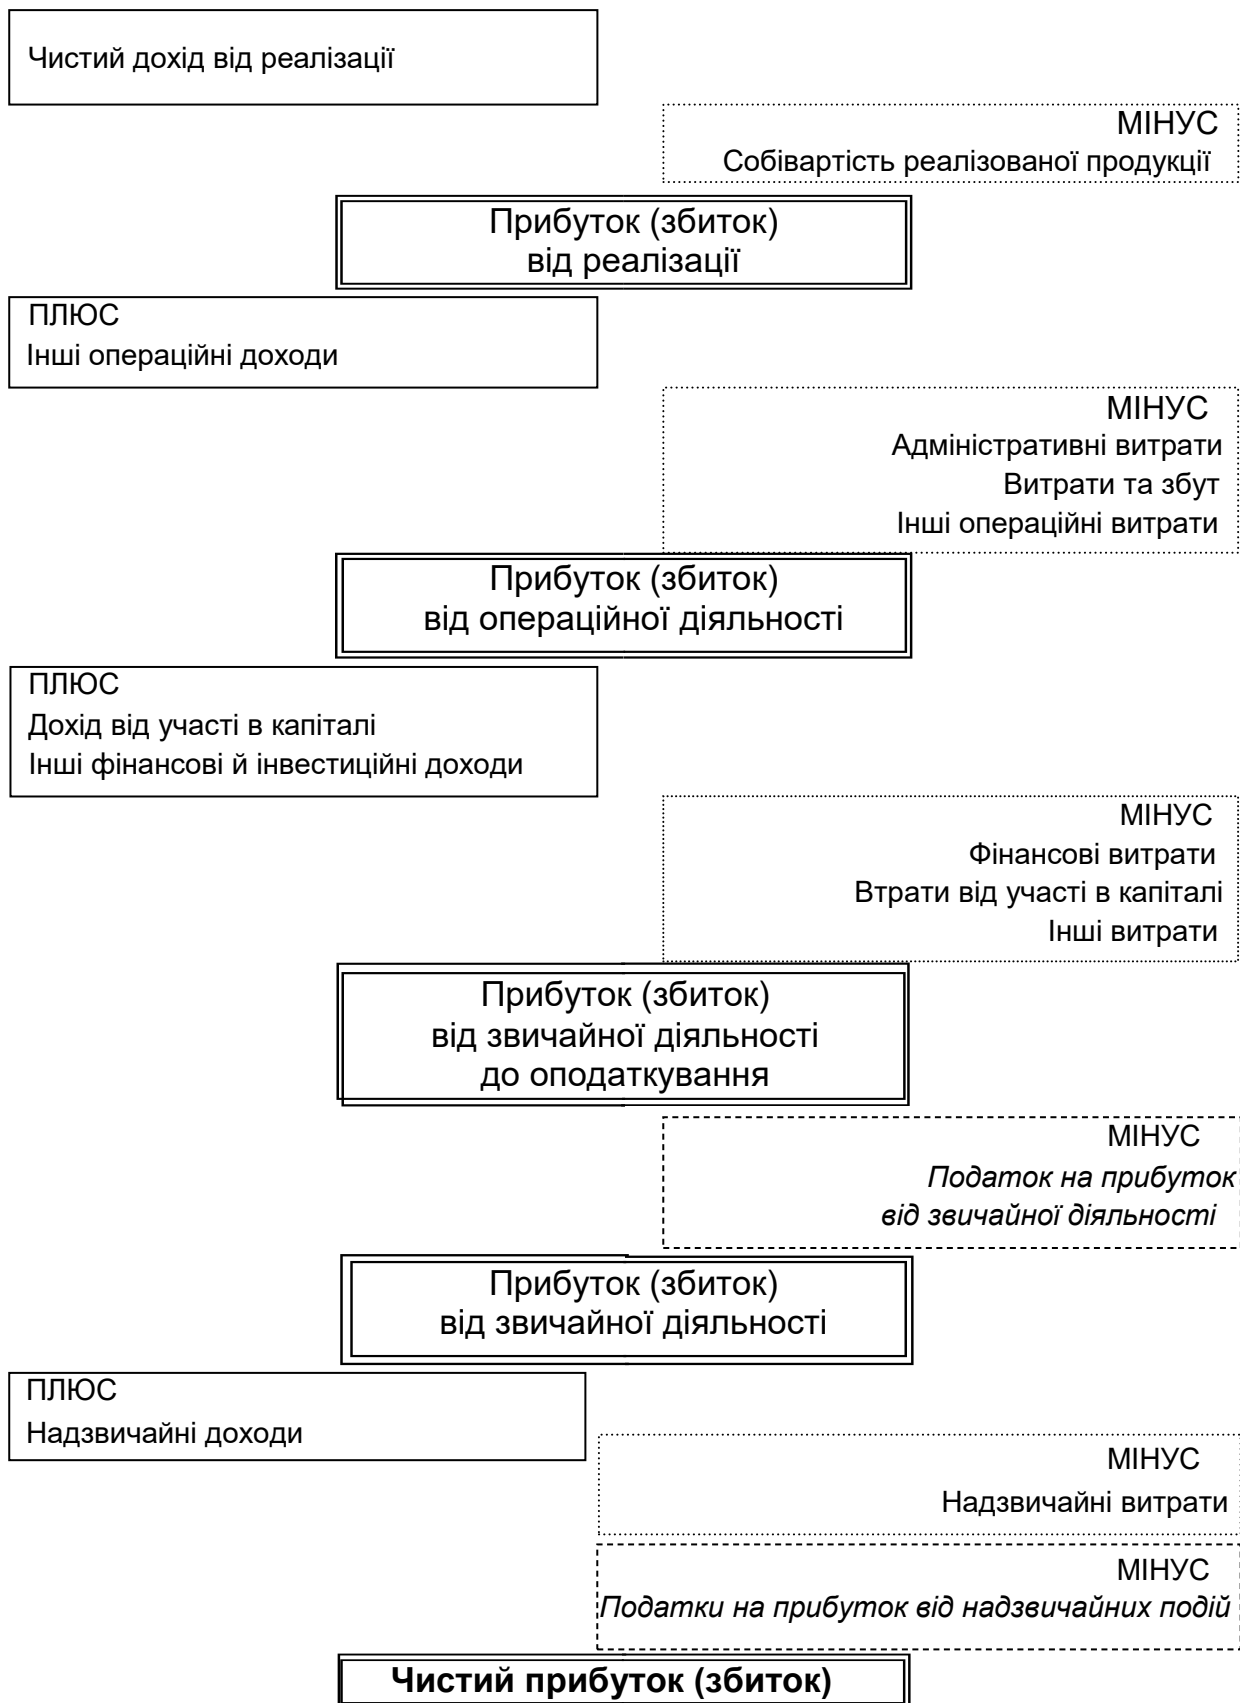 Чистий дохід від реалізації
МІНУС
Собівартість реалізованої продукції
Прибуток (збиток)
від реалізації
ПЛЮС
Інші операційні доходи
МІНУС
Адміністративні витрати
Витрати та збут
Інші операційні витрати
Прибуток (збиток)
від операційної діяльності
ПЛЮС
Дохід від участі в капіталі
Інші фінансові й інвестиційні доходи
МІНУС
Фінансові витрати
Втрати від участі в капіталі
Інші витрати
Прибуток (збиток)
від звичайної діяльності
до оподаткування
МІНУС
Податок на прибуток
від звичайної діяльності
Прибуток (збиток)
від звичайної діяльності
ПЛЮС
Надзвичайні доходи
МІНУС
Надзвичайні витрати
МІНУС
Податки на прибуток від надзвичайних подій
Чистий прибуток (збиток)